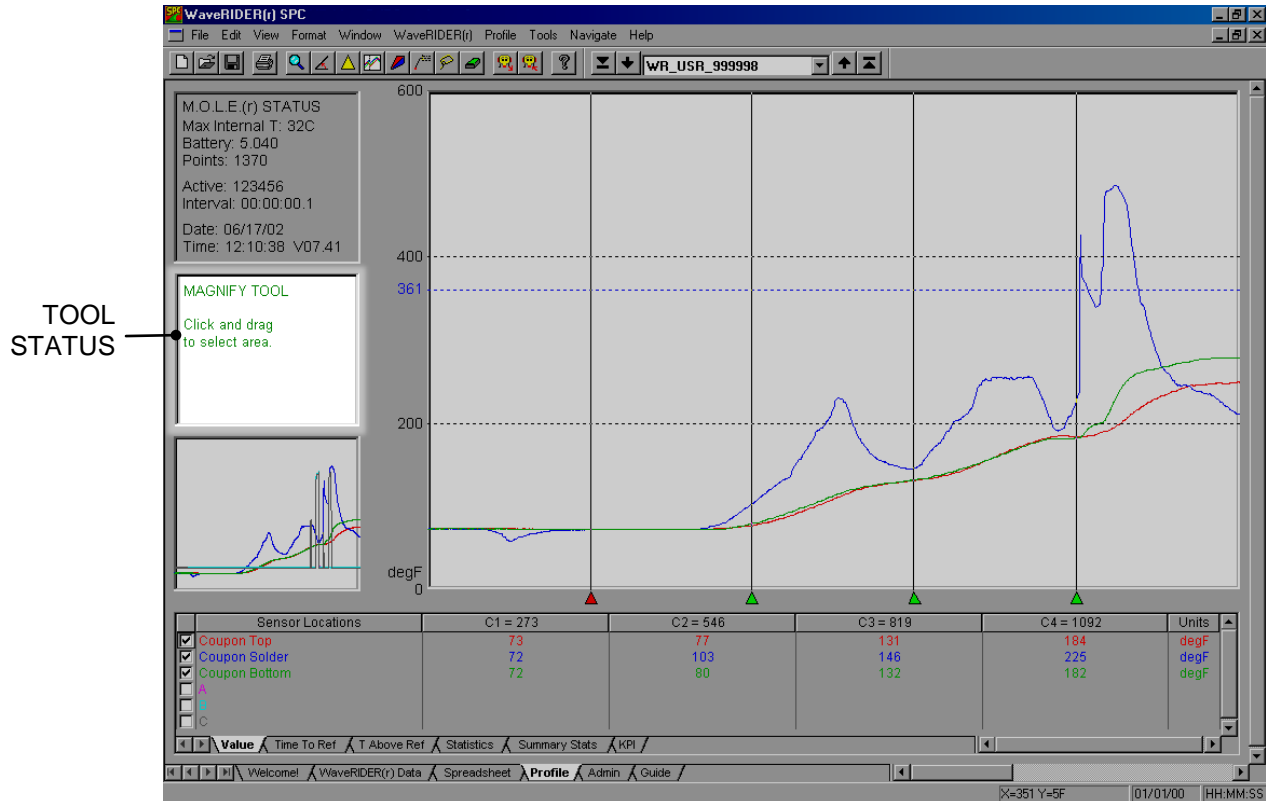 WaveRIDER(r) SPC
File Edit View Format Window WaveRIDER(r) Profile Tools Navigate Help
WR_USR_999998
M.O.L.E.(r) STATUS
Max Internal T: 32C
Battery: 5.040
Points: 1370
Active: 123456
Interval: 00:00:00.1
Date: 06/17/02
Time: 12:10:38 V07.41
TOOL
STATUS
MAGNIFY TOOL
Click and drag
to select area.
600
400
361
200
degF
0
Sensor Locations C1 = 273 C2 = 546 C3 = 819 C4 = 1092 Units
Coupon Top 73 77 131 184 degF
Coupon Solder 72 103 146 225 degF
Coupon Bottom 72 80 132 182 degF
A
C
Value Time To Ref T Above Ref Statistics Summary Stats KPI
Welcome! WaveRIDER(r) Data Spreadsheet Profile Admin Guide
X=351 Y=5F 01/01/00 HH:MM:SS